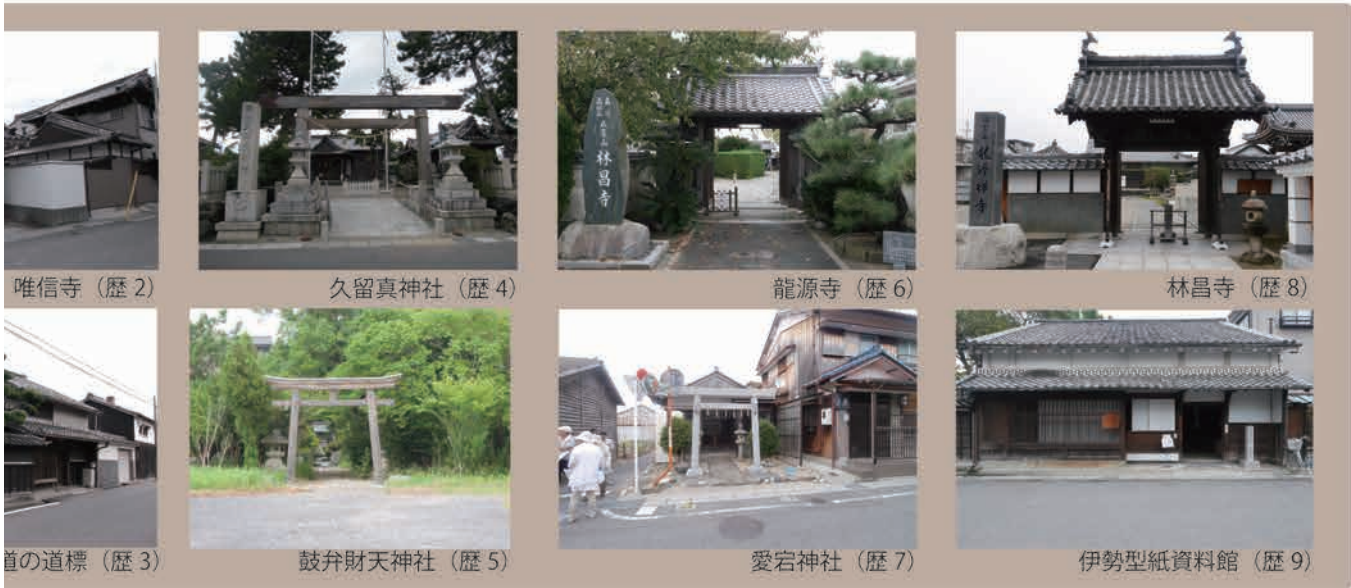 唯信寺（歴 2）
久留真神社（歴 4）
林昌寺
龍源寺（歴 6）
林昌寺（歴 8）
道の道標（歴 3）
鼓弁財天神社（歴 5）
愛宕神社（歴 7）
伊勢型紙資料館（歴 9）